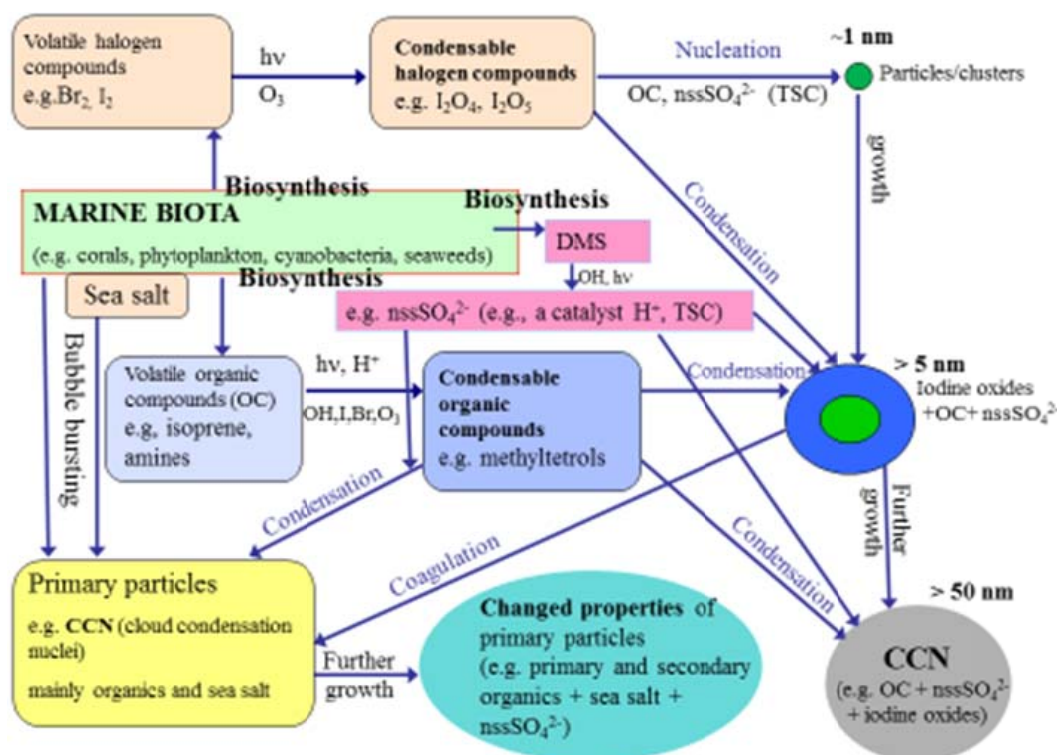 Volatile halogen
compounds
e.g.Br2, I2
hν
O3
Condensable
halogen compounds
e.g. I2O4, I2O5
Nucleation
OC, nssSO4²⁻ (TSC)
~1 nm
Particles/clusters
growth
Condensation
Biosynthesis
MARINE BIOTA
(e.g. corals, phytoplankton, cyanobacteria, seaweeds)
Biosynthesis
DMS
OH, hν
Biosynthesis
Sea salt
e.g. nssSO4²⁻ (e.g., a catalyst H⁺, TSC)
Bubble bursting
Volatile organic
compounds (OC)
e.g, isoprene,
amines
hν, H⁺
OH,I,Br,O3
Condensable
organic
compounds
e.g. methyltetrols
Condensation
> 5 nm
Iodine oxides
+OC+ nssSO4²⁻
Condensation
Coagulation
Condensation
Further
growth
Primary particles
e.g. CCN (cloud condensation
nuclei)
mainly organics and sea salt
Further
growth
Changed properties of
primary particles
(e.g. primary and secondary
organics + sea salt +
nssSO4²⁻)
> 50 nm
CCN
(e.g. OC + nssSO4²⁻
+ iodine oxides)